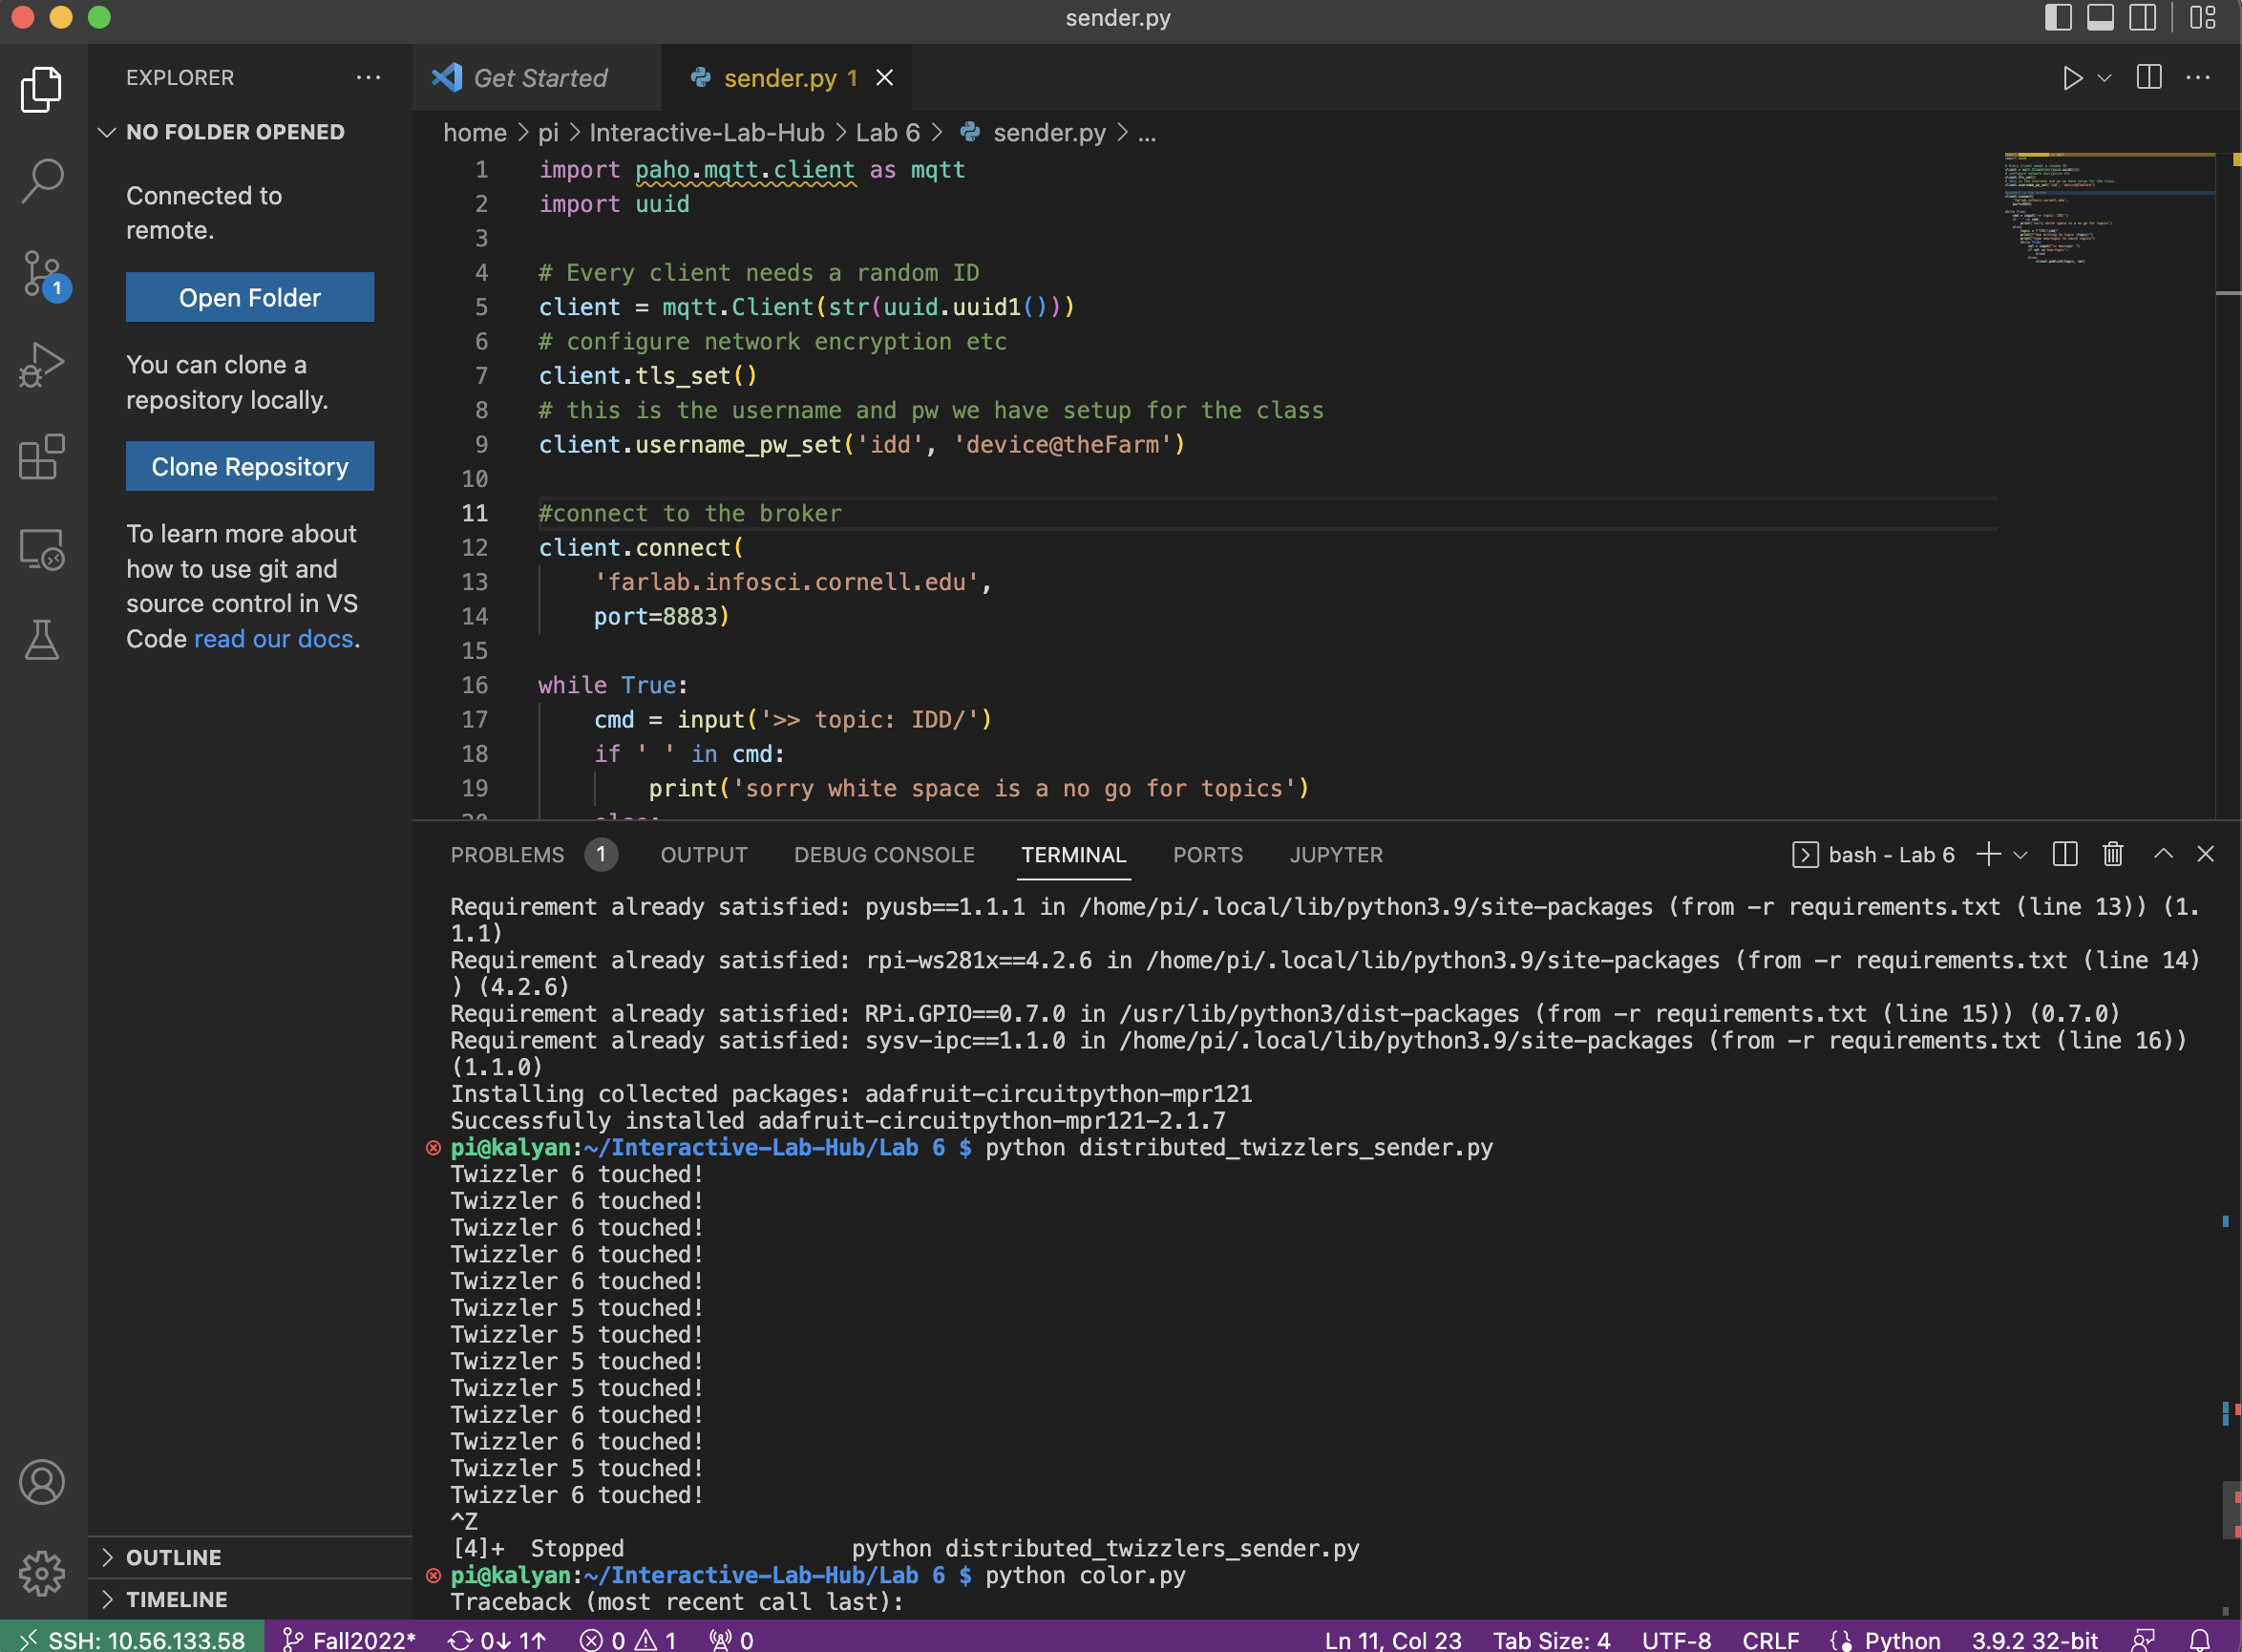 sender.py
EXPLORER
Get Started
sender.py 1
NO FOLDER OPENED
home > pi > Interactive-Lab-Hub > Lab 6 > sender.py > ...
Connected to
remote.
Open Folder
You can clone a
repository locally.
Clone Repository
To learn more about
how to use git and
source control in VS
Code read our docs.
1
1 import paho.mqtt.client as mqtt
2 import uuid
3
4 # Every client needs a random ID
5 client = mqtt.Client(str(uuid.uuid1()))
6 # configure network encryption etc
7 client.tls_set()
8 # this is the username and pw we have setup for the class
9 client.username_pw_set('idd', 'device@theFarm')
10
11 #connect to the broker
12 client.connect(
13     'farlab.infosci.cornell.edu',
14     port=8883)
15
16 while True:
17     cmd = input('>> topic: IDD/')
18     if ' ' in cmd:
19         print('sorry white space is a no go for topics')
20     else:
PROBLEMS 1 OUTPUT DEBUG CONSOLE TERMINAL PORTS JUPYTER bash - Lab 6
Requirement already satisfied: pyusb==1.1.1 in /home/pi/.local/lib/python3.9/site-packages (from -r requirements.txt (line 13)) (1.
1.1)
Requirement already satisfied: rpi-ws281x==4.2.6 in /home/pi/.local/lib/python3.9/site-packages (from -r requirements.txt (line 14)
) (4.2.6)
Requirement already satisfied: RPi.GPIO==0.7.0 in /usr/lib/python3/dist-packages (from -r requirements.txt (line 15)) (0.7.0)
Requirement already satisfied: sysv-ipc==1.1.0 in /home/pi/.local/lib/python3.9/site-packages (from -r requirements.txt (line 16))
(1.1.0)
Installing collected packages: adafruit-circuitpython-mpr121
Successfully installed adafruit-circuitpython-mpr121-2.1.7
pi@kalyan:~/Interactive-Lab-Hub/Lab 6 $ python distributed_twizzlers_sender.py
Twizzler 6 touched!
Twizzler 6 touched!
Twizzler 6 touched!
Twizzler 6 touched!
Twizzler 6 touched!
Twizzler 5 touched!
Twizzler 5 touched!
Twizzler 5 touched!
Twizzler 5 touched!
Twizzler 6 touched!
Twizzler 6 touched!
Twizzler 5 touched!
Twizzler 6 touched!
^Z
[4]+  Stopped                 python distributed_twizzlers_sender.py
pi@kalyan:~/Interactive-Lab-Hub/Lab 6 $ python color.py
Traceback (most recent call last):
OUTLINE
TIMELINE
SSH: 10.56.133.58 Fall2022* 0↓ 1↑ 0 1 0 Ln 11, Col 23 Tab Size: 4 UTF-8 CRLF Python 3.9.2 32-bit